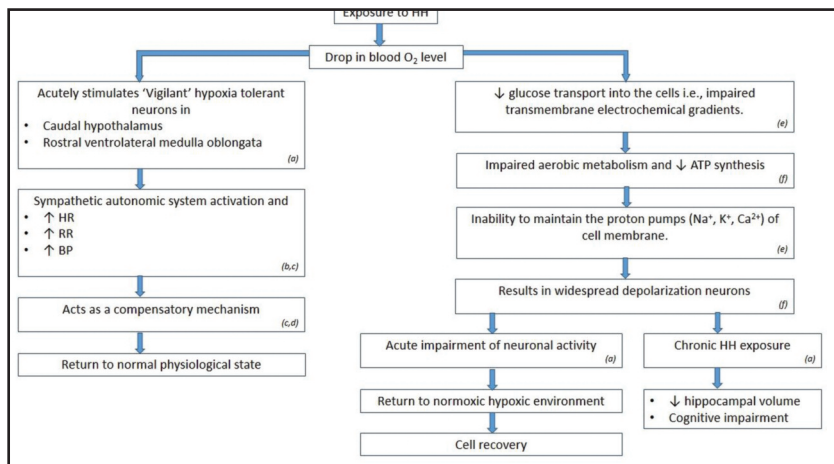 Exposure to HH
Drop in blood O₂ level
Acutely stimulates 'Vigilant' hypoxia tolerant
neurons in
• Caudal hypothalamus
• Rostral ventrolateral medulla oblongata
(a)
Sympathetic autonomic system activation and
• ↑ HR
• ↑ RR
• ↑ BP
(b,c)
Acts as a compensatory mechanism
(c,d)
Return to normal physiological state
↓ glucose transport into the cells i.e., impaired
transmembrane electrochemical gradients.
(e)
Impaired aerobic metabolism and ↓ ATP synthesis
(f)
Inability to maintain the proton pumps (Na⁺, K⁺, Ca²⁺) of
cell membrane.
(e)
Results in widespread depolarization neurons
(f)
Acute impairment of neuronal activity
(a)
Return to normoxic hypoxic environment
Cell recovery
Chronic HH exposure
(a)
• ↓ hippocampal volume
• Cognitive impairment